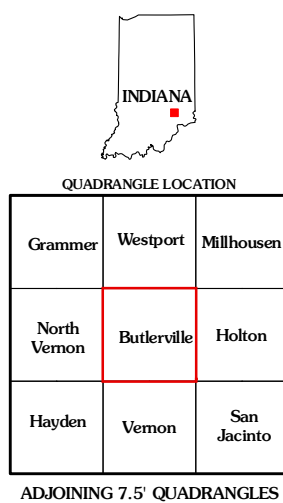 INDIANA
QUADRANGLE LOCATION
Grammer
Westport
Millhousen
North
Vernon
Butlerville
Holton
Hayden
Vernon
San
Jacinto
ADJOINING 7.5' QUADRANGLES